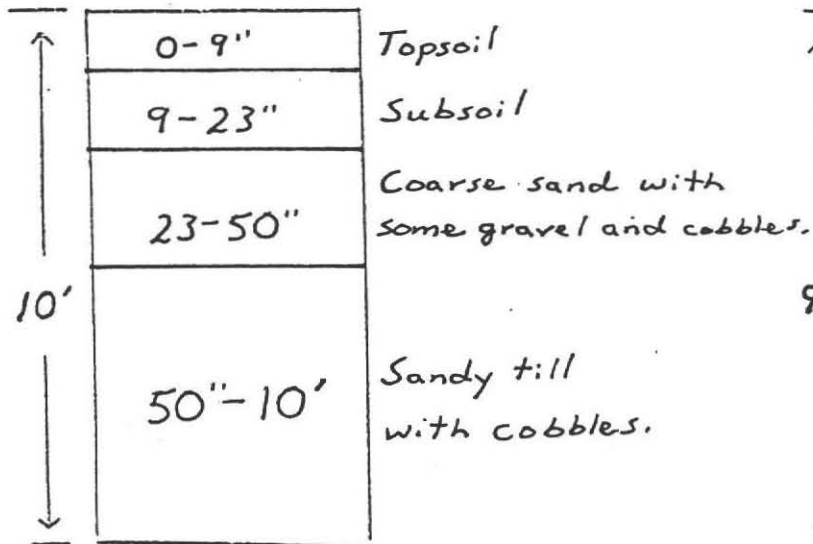 0-9" Topsoil
9-23" Subsoil
Coarse sand with
23-50" some gravel and cobbles.
10'
50"-10' Sandy till
with cobbles.